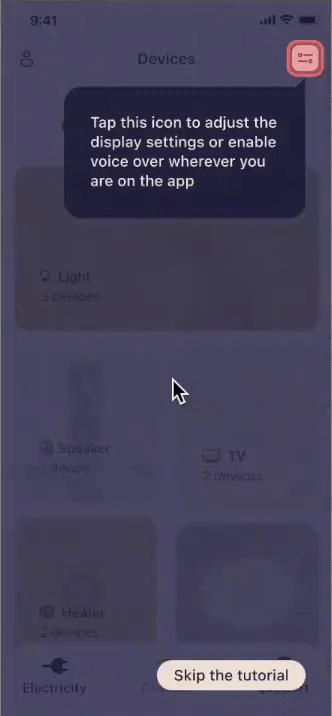 9:41
Devices
Tap this icon to adjust the
display settings or enable
voice over wherever you
are on the app
Light
5 devices
Speaker
TV
2 devices
Heater
2 devices
Electricity
Skip the tutorial